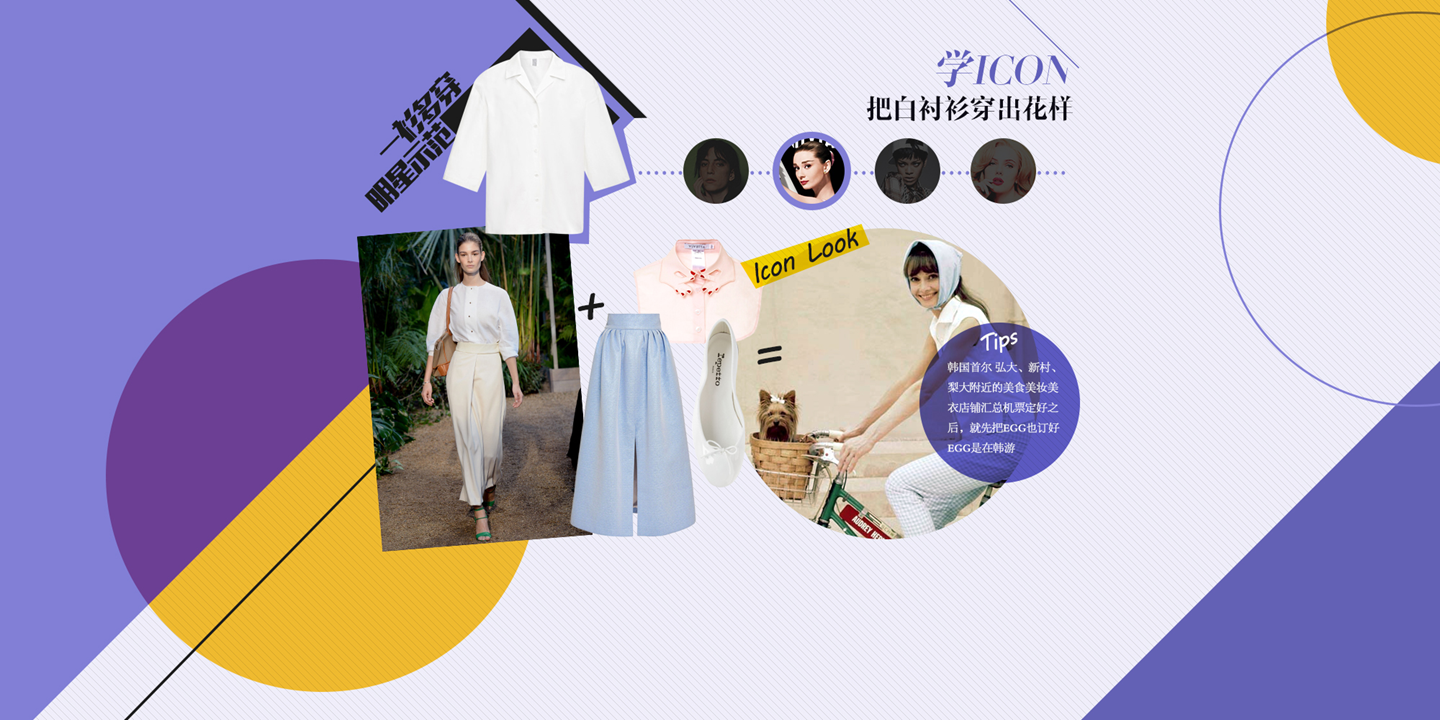 学ICON
把白衬衫穿出花样
一衫多穿
明星示范
Icon Look
+
=
repetto
Tips
韩国首尔 弘大、新村、
梨大附近的美食美妆美
衣店铺汇总机票定好之
后，就先把EGG也订好
EGG是在韩游